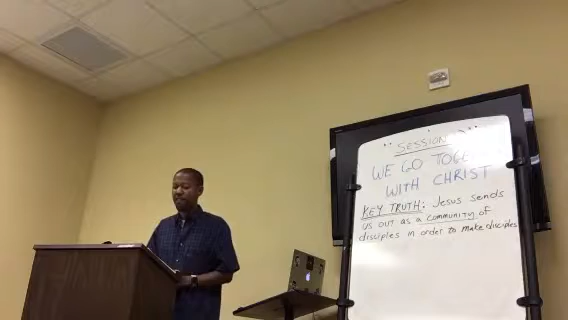 "SESSION
WE GO TOGE
WITH CHRIST
KEY TRUTH: Jesus sends
us out as a community of
disciples in order to make disciples